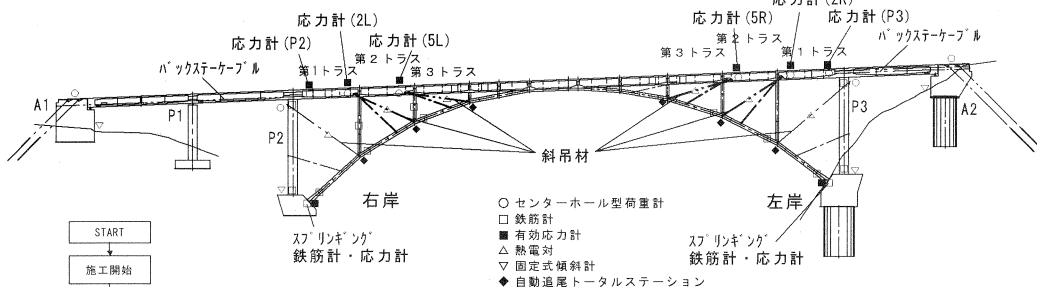 応力計(2L)
応力計(P2)
応力計(5L)
第2トラス
第1トラス
第3トラス
バックステーケーブル
応力計(2R)
応力計(5R)
応力計(P3)
第2トラス
第3トラス
第1トラス
バックステーケーブル
A1
P1
P2
P3
A2
斜吊材
右岸
左岸
スプリンギング
鉄筋計・応力計
スプリンギング
鉄筋計・応力計
○ センターホール型荷重計
□ 鉄筋計
■ 有効応力計
△ 熱電対
▽ 固定式傾斜計
◆ 自動追尾トータルステーション
START
施工開始